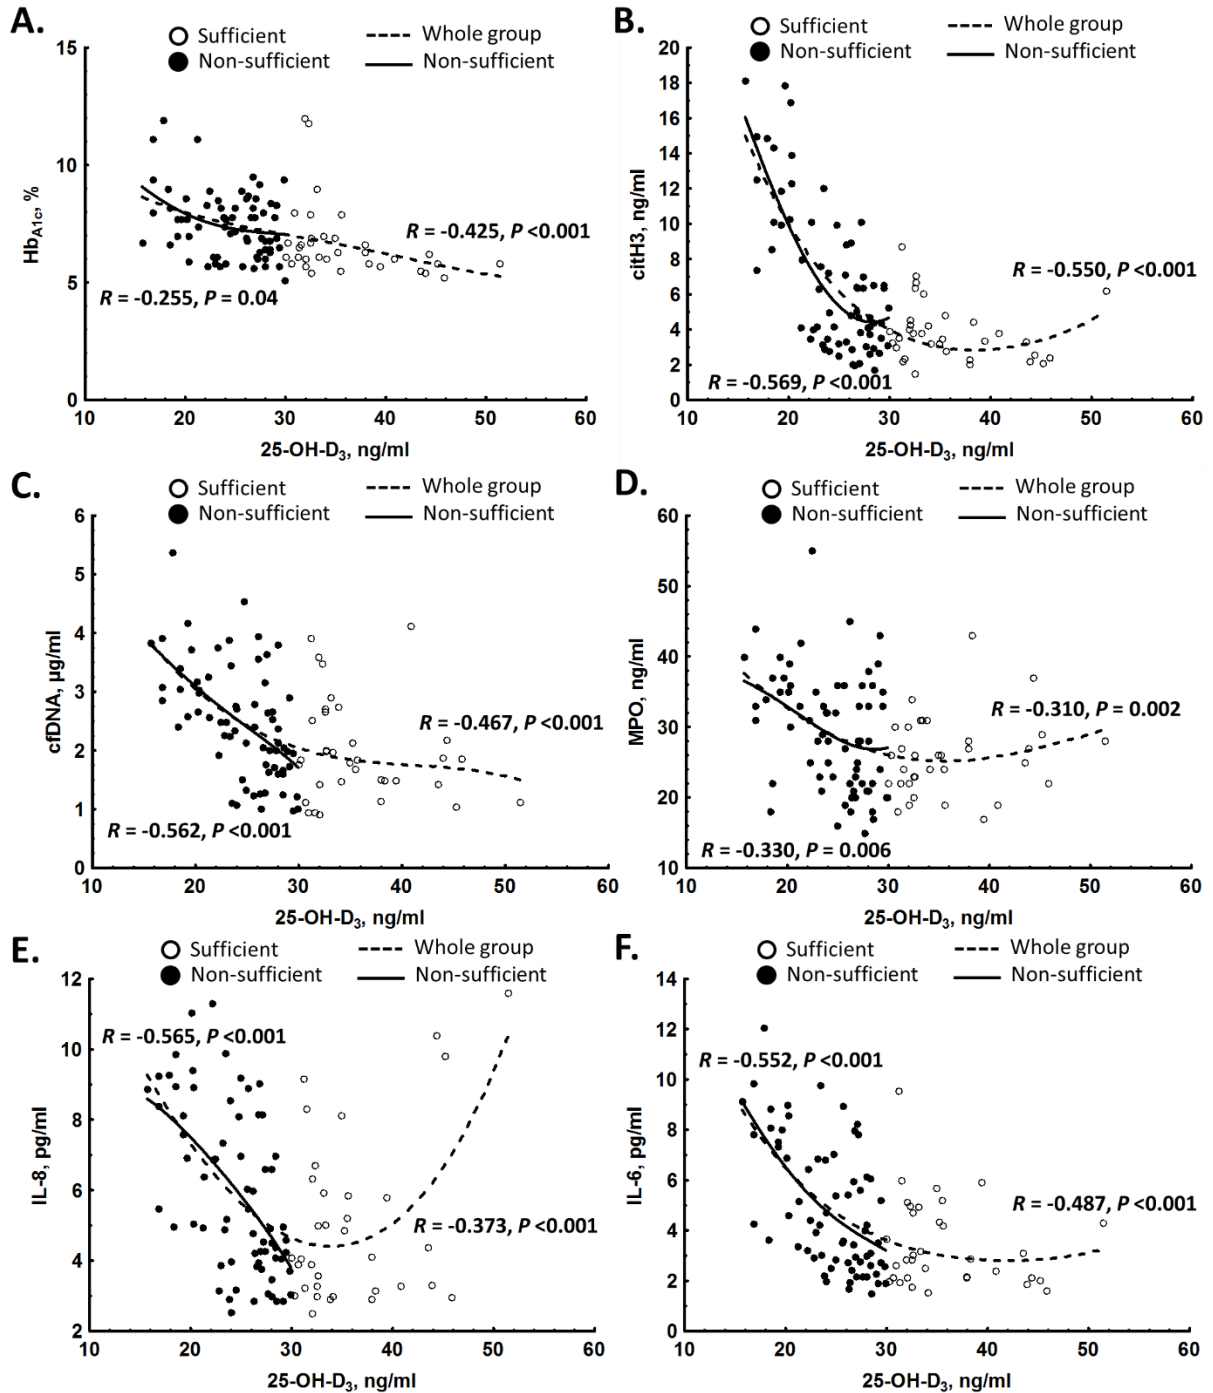 A.
Sufficient
Whole group
Non-sufficient
Non-sufficient
15
10
5
0
HbA1c, %
R = -0.425, P <0.001
R = -0.255, P = 0.04
10 20 30 40 50 60
25-OH-D3, ng/ml
B.
Sufficient
Whole group
Non-sufficient
Non-sufficient
20
18
16
14
12
10
8
6
4
2
0
citH3, ng/ml
R = -0.550, P <0.001
R = -0.569, P <0.001
10 20 30 40 50 60
25-OH-D3, ng/ml
C.
Sufficient
Whole group
Non-sufficient
Non-sufficient
6
5
4
3
2
1
0
cfDNA, µg/ml
R = -0.467, P <0.001
R = -0.562, P <0.001
10 20 30 40 50 60
25-OH-D3, ng/ml
D.
Sufficient
Whole group
Non-sufficient
Non-sufficient
60
50
40
30
20
10
MPO, ng/ml
R = -0.310, P = 0.002
R = -0.330, P = 0.006
10 20 30 40 50 60
25-OH-D3, ng/ml
E.
Sufficient
Whole group
Non-sufficient
Non-sufficient
12
10
8
6
4
2
IL-8, pg/ml
R = -0.565, P <0.001
R = -0.373, P <0.001
10 20 30 40 50 60
25-OH-D3, ng/ml
F.
Sufficient
Whole group
Non-sufficient
Non-sufficient
14
12
10
8
6
4
2
0
IL-6, pg/ml
R = -0.552, P <0.001
R = -0.487, P <0.001
10 20 30 40 50 60
25-OH-D3, ng/ml